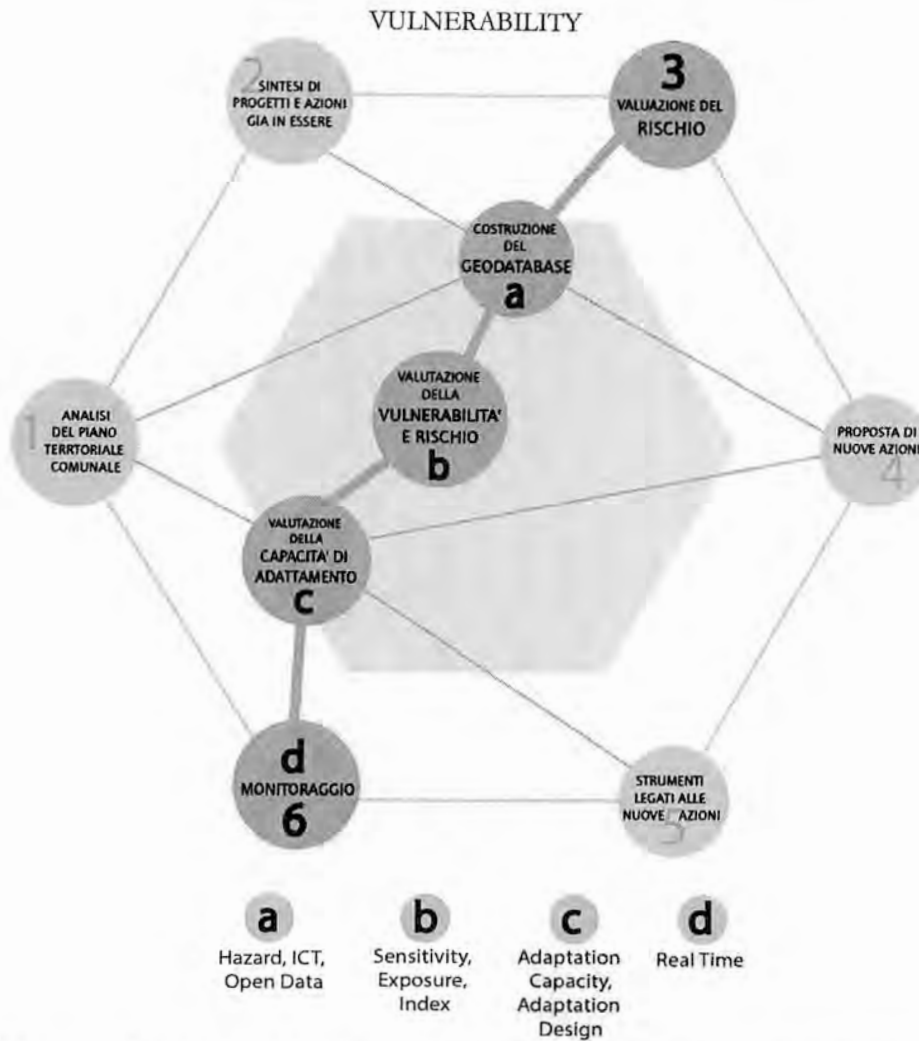 VULNERABILITY
2
SINTESI DI
PROGETTI E AZIONI
GIA IN ESSERE
3
VALUAZIONE DEL
RISCHIO
COSTRUZIONE
DEL
GEODATABASE
a
VALUTAZIONE
DELLA
VULNERABILITA'
E RISCHIO
b
1
ANALISI
DEL PIANO
TERRTORIALE
COMUNALE
PROPOSTA DI
NUOVE AZIONI
4
VALUTAZIONE
DELLA
CAPACITA' DI
ADATTAMENTO
c
d
MONITORAGGIO
6
STRUMENTI
LEGATI ALLE
NUOVE AZIONI
5
a
Hazard, ICT,
Open Data
b
Sensitivity,
Exposure,
Index
c
Adaptation
Capacity,
Adaptation
Design
d
Real Time